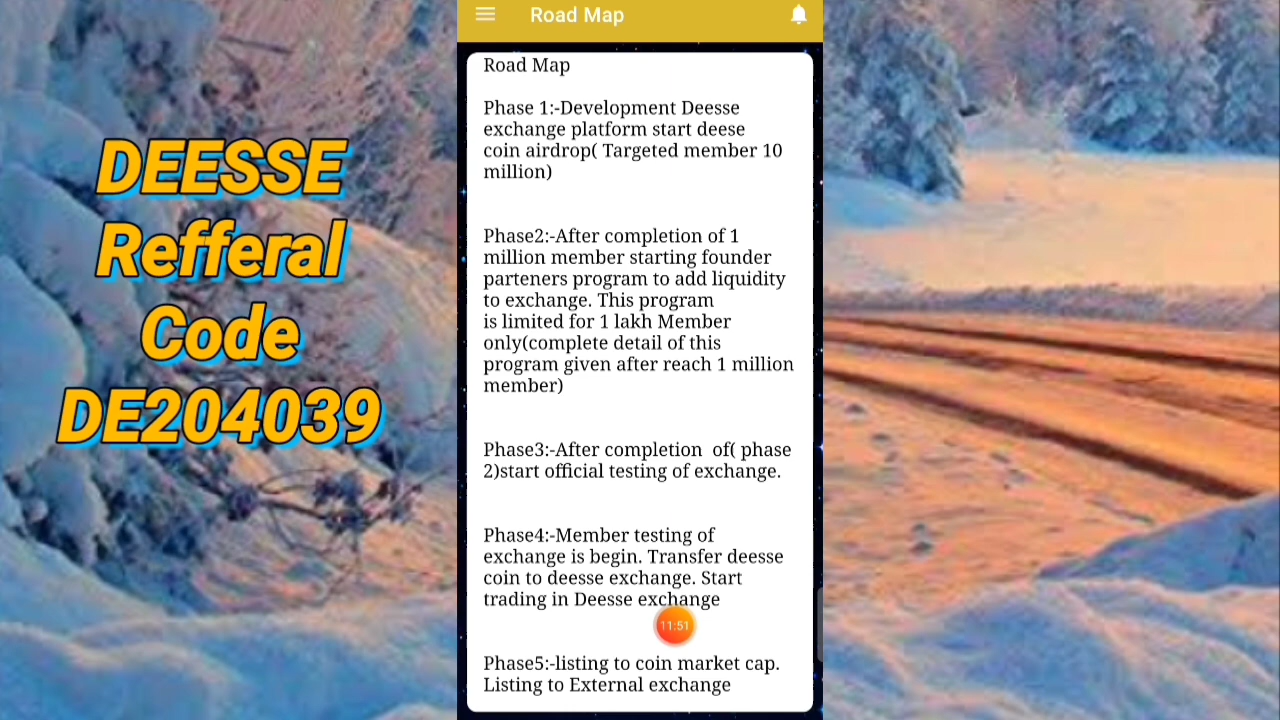 DEESSE
Refferal
Code
DE204039
Road Map
Road Map
Phase 1:-Development Deesse
exchange platform start deese
coin airdrop( Targeted member 10
million)
Phase2:-After completion of 1
million member starting founder
parteners program to add liquidity
to exchange. This program
is limited for 1 lakh Member
only(complete detail of this
program given after reach 1 million
member)
Phase3:-After completion  of( phase
2)start official testing of exchange.
Phase4:-Member testing of
exchange is begin. Transfer deesse
coin to deesse exchange. Start
trading in Deesse exchange
11:51
Phase5:-listing to coin market cap.
Listing to External exchange